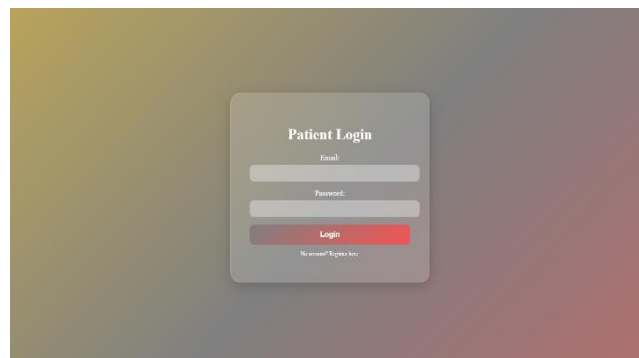 Patient Login
Email:
Password:
Login
No account? Register here